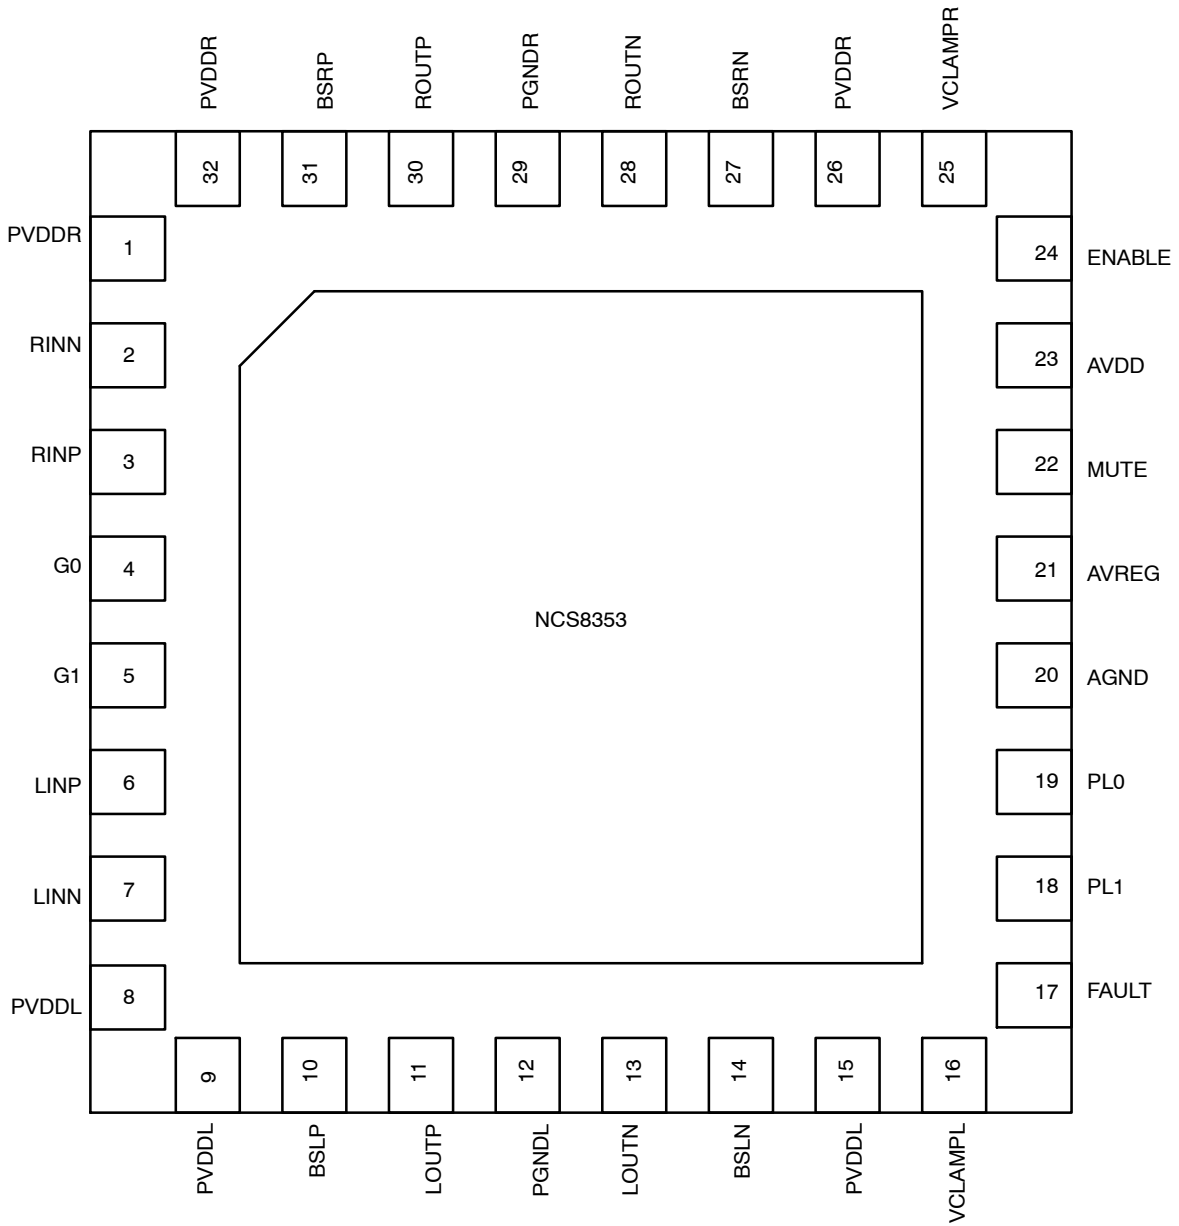 PVDDR
BSRP
ROUTP
PGNDR
ROUTN
BSRN
PVDDR
VCLAMPR
32
31
30
29
28
27
26
25
PVDDR
1
24
ENABLE
RINN
2
23
AVDD
RINP
3
22
MUTE
G0
4
21
AVREG
NCS8353
G1
5
20
AGND
LINP
6
19
PL0
LINN
7
18
PL1
PVDDL
8
17
FAULT
9
10
11
12
13
14
15
16
PVDDL
BSLP
LOUTP
PGNDL
LOUTN
BSLN
PVDDL
VCLAMPL